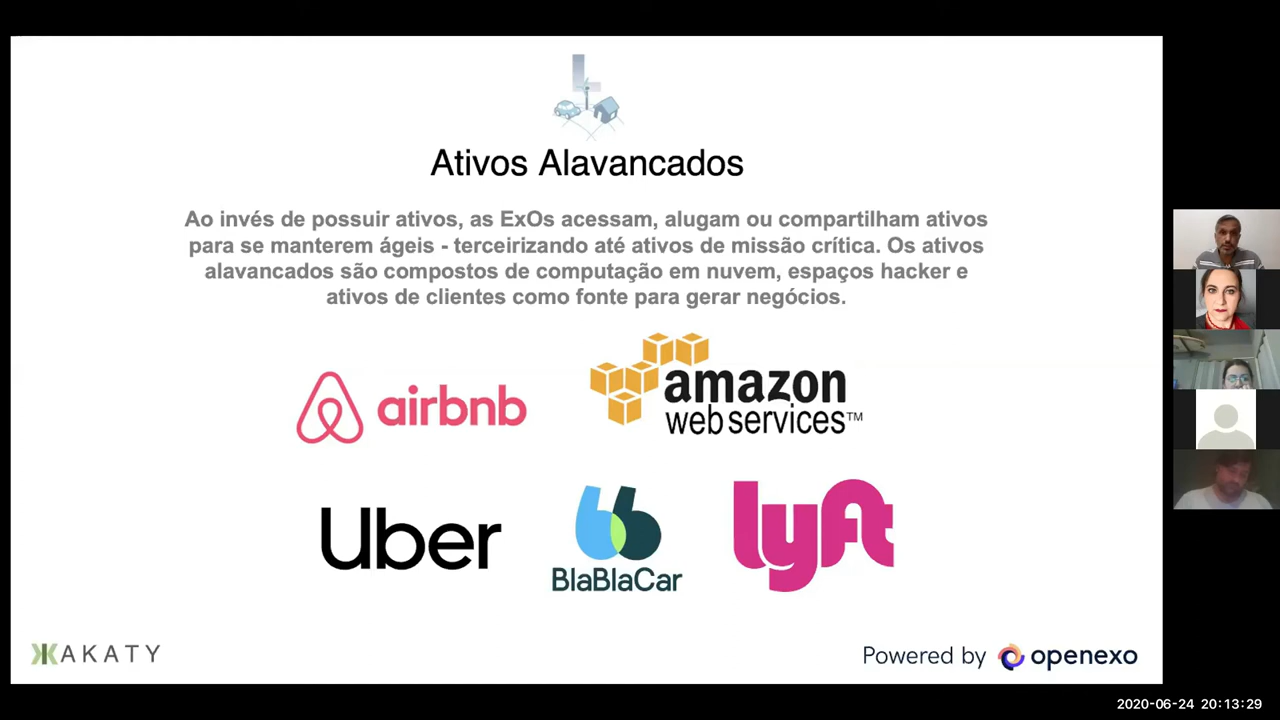 Ativos Alavancados
Ao invés de possuir ativos, as ExOs acessam, alugam ou compartilham ativos
para se manterem ágeis - terceirizando até ativos de missão crítica. Os ativos
alavancados são compostos de computação em nuvem, espaços hacker e
ativos de clientes como fonte para gerar negócios.
airbnb
amazon
web services™
Uber
BlaBlaCar
lyft
AKATY
Powered by openexo
2020-06-24 20:13:29